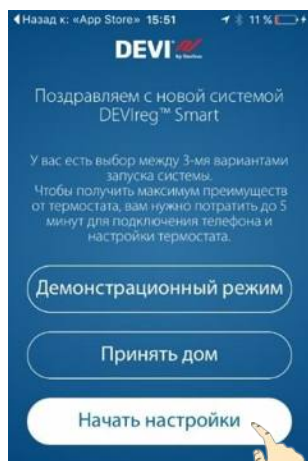 Назад к: «App Store» 15:51 11 %
DEVI by Danfoss
Поздравляем с новой системой
DEVIreg™ Smart
У вас есть выбор между 3-мя вариантами
запуска системы.
Чтобы получить максимум преимуществ
от термостата, вам нужно потратить до 5
минут для подключения телефона и
настройки термостата.
Демонстрационный режим
Принять дом
Начать настройки